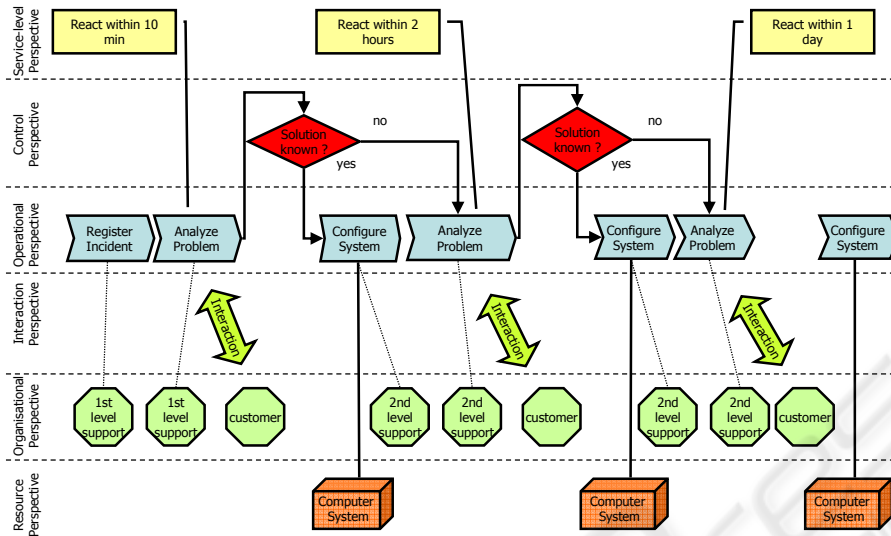 Service-level
Perspective
React within 10
min
React within 2
hours
React within 1
day
Control
Perspective
Solution
known ?
no
yes
Solution
known ?
no
yes
Operational
Perspective
Register
Incident
Analyze
Problem
Configure
System
Analyze
Problem
Configure
System
Analyze
Problem
Configure
System
Interaction
Perspective
Interaction
Interaction
Interaction
Organisational
Perspective
1st
level
support
1st
level
support
customer
2nd
level
support
2nd
level
support
customer
2nd
level
support
2nd
level
support
customer
Resource
Perspective
Computer
System
Computer
System
Computer
System